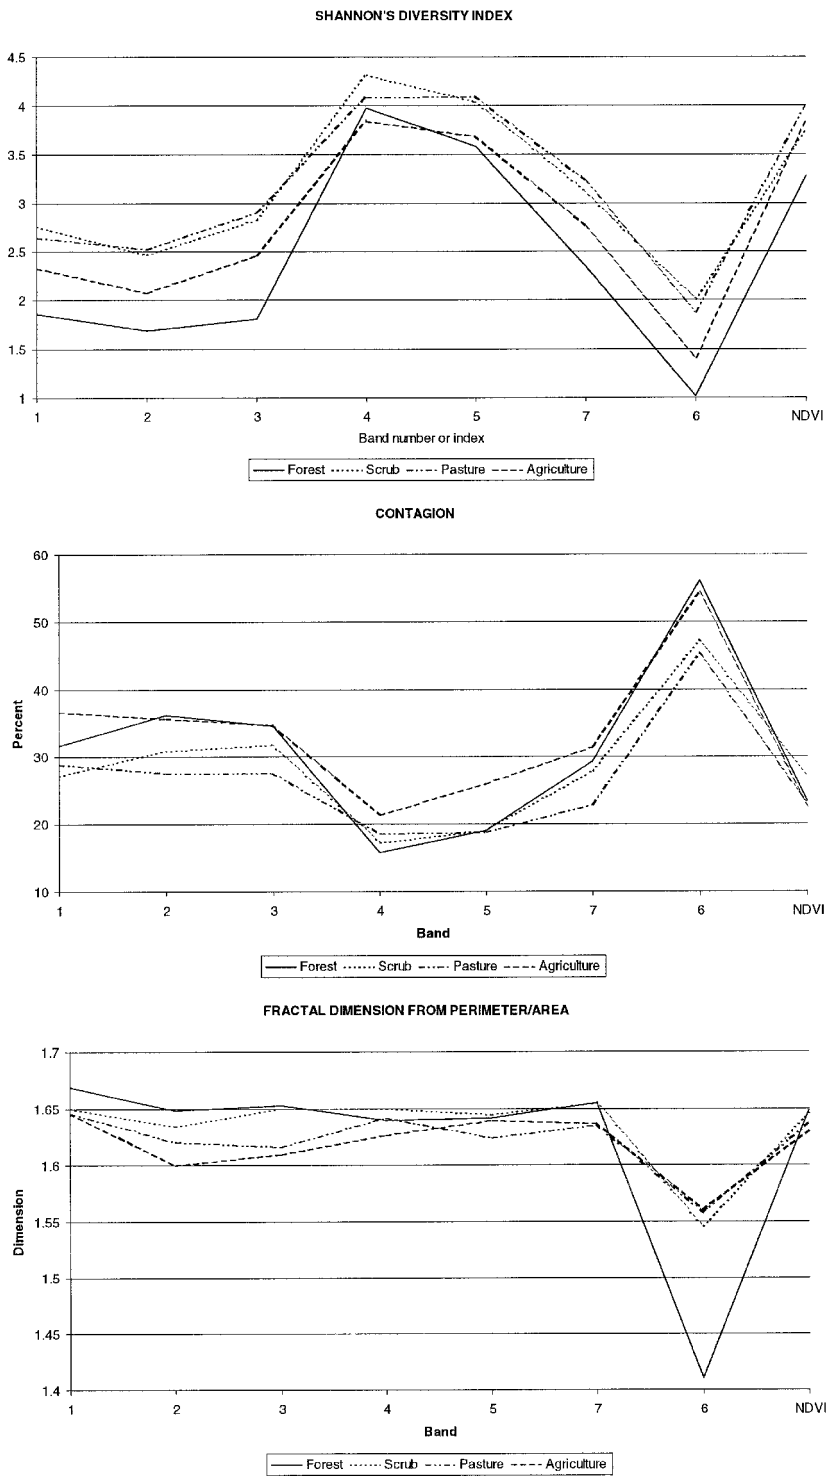 SHANNON'S DIVERSITY INDEX
4.5
4
3.5
3
2.5
2
1.5
1
1 2 3 4 5 7 6 NDVI
Band number or index
Forest Scrub Pasture Agriculture
CONTAGION
60
50
40
30
20
10
Percent
1 2 3 4 5 7 6 NDVI
Band
Forest Scrub Pasture Agriculture
FRACTAL DIMENSION FROM PERIMETER/AREA
1.7
1.65
1.6
1.55
1.5
1.45
1.4
Dimension
1 2 3 4 5 7 6 NDVI
Band
Forest Scrub Pasture Agriculture